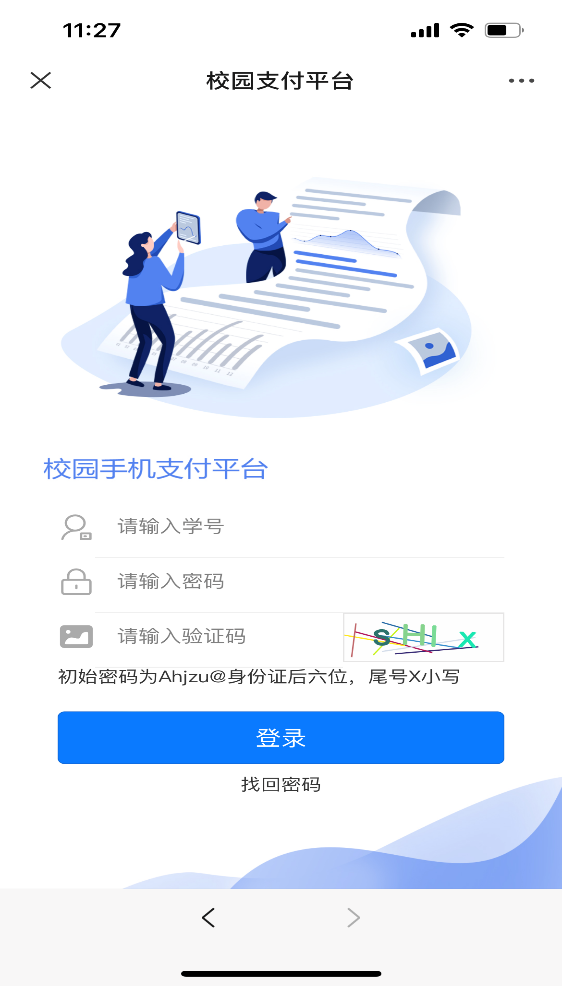 11:27
校园支付平台
校园手机支付平台
请输入学号
请输入密码
请输入验证码
sHIx
初始密码为Ahjzu@身份证后六位，尾号X小写
登录
找回密码